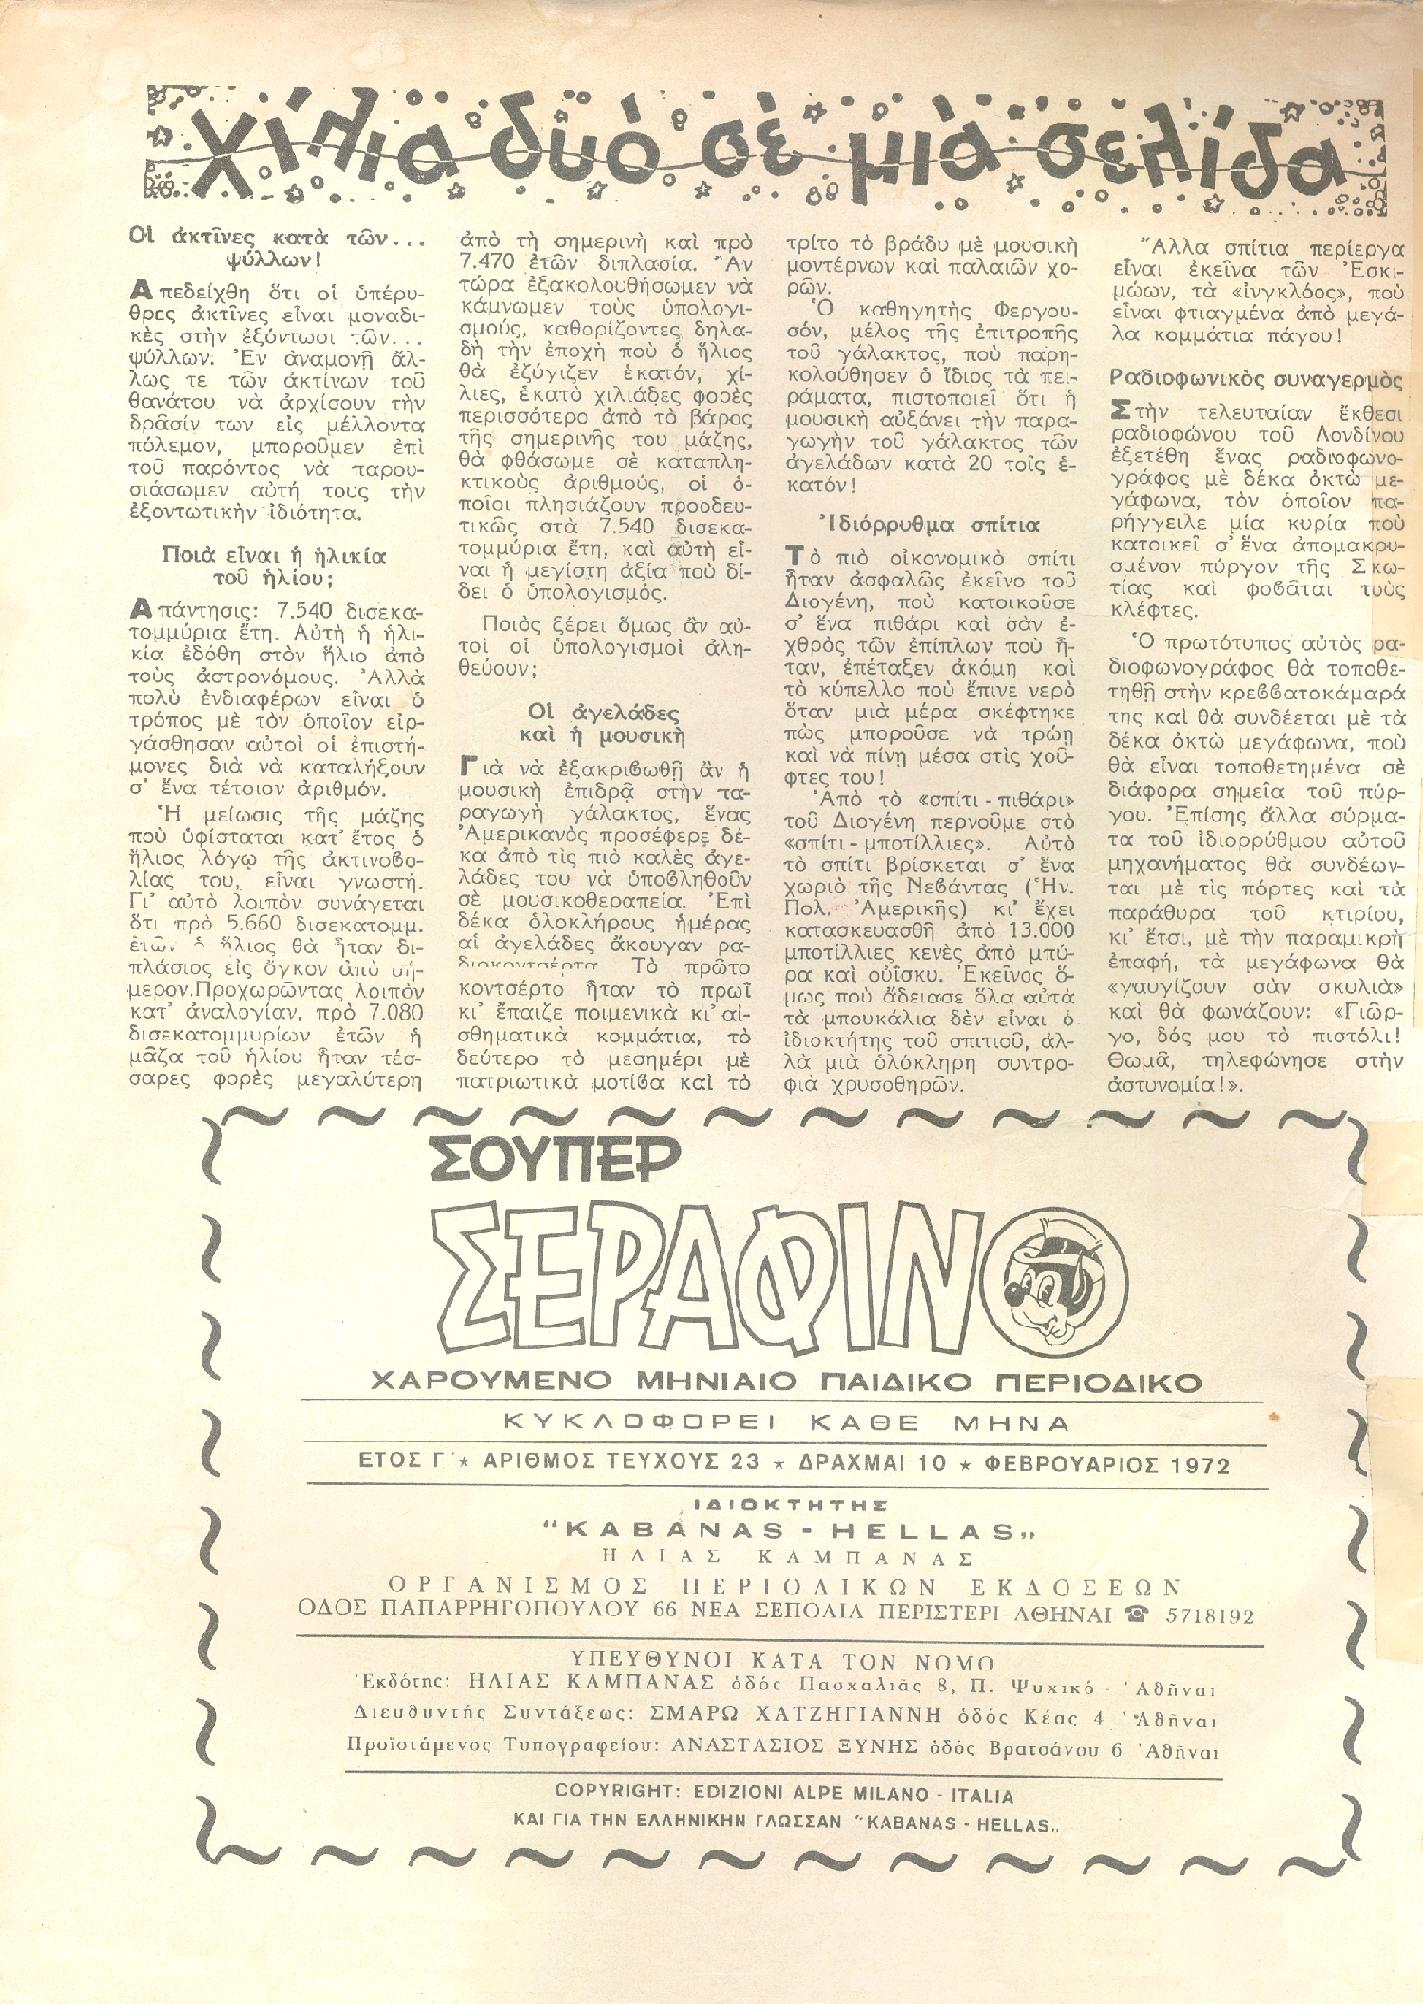 Χίλια δυὸ σὲ μιὰ σελίδα
Οἱ ἀκτῖνες κατὰ τῶν...
ψύλλων!
Ἀπεδείχθη ὅτι οἱ ὑπέρυ-
θρες ἀκτῖνες εἶναι μοναδι-
κὲς στὴν ἐξόντωσι τῶν...
ψύλλων. Ἐν ἀναμονῇ ἄλ-
λως τε τῶν ἀκτίνων τοῦ
θανάτου νὰ ἀρχίσουν τὴν
δρᾶσίν των εἰς μέλλοντα
πόλεμον, μποροῦμεν ἐπὶ
τοῦ παρόντος νὰ παρου-
σιάσωμεν αὐτή τους τὴν
ἐξοντωτικὴν ἰδιότητα.
Ποιὰ εἶναι ἡ ἡλικία
τοῦ ἡλίου;
Ἀπάντησις: 7.540 δισεκα-
τομμύρια ἔτη. Αὐτὴ ἡ ἡλι-
κία ἐδόθη στὸν ἥλιο ἀπὸ
τοὺς ἀστρονόμους. Ἀλλὰ
πολὺ ἐνδιαφέρων εἶναι ὁ
τρόπος μὲ τὸν ὁποῖον εἰρ-
γάσθησαν αὐτοὶ οἱ ἐπιστή-
μονες διὰ νὰ καταλήξουν
σ' ἕνα τέτοιον ἀριθμόν.
Ἡ μείωσις τῆς μάζης
ποὺ ὑφίσταται κατ' ἔτος ὁ
ἥλιος λόγῳ τῆς ἀκτινοβο-
λίας του, εἶναι γνωστή.
Γι' αὐτὸ λοιπὸν συνάγεται
ὅτι πρὸ 5.660 δισεκατομμ.
ἐτῶν ὁ ἥλιος θὰ ἦταν δι-
πλάσιος εἰς ὄγκον ἀπὸ σή-
μερον. Προχωρῶντας λοιπὸν
κατ' ἀναλογίαν, πρὸ 7.080
δισεκατομμυρίων ἐτῶν ἡ
μᾶζα τοῦ ἡλίου ἦταν τέσ-
σαρες φορὲς μεγαλύτερη
ἀπὸ τὴ σημερινὴ καὶ πρὸ
7.470 ἐτῶν διπλασία. Ἂν
τώρα ἐξακολουθήσωμεν νὰ
κάμνωμεν τοὺς ὑπολογι-
σμούς, καθορίζοντες δηλα-
δὴ τὴν ἐποχὴ ποὺ ὁ ἥλιος
θὰ ἐζύγιζεν ἑκατόν, χί-
λιες, ἑκατὸ χιλιάδες φορὲς
περισσότερο ἀπὸ τὸ βάρος
τῆς σημερινῆς του μάζης,
θὰ φθάσωμε σὲ καταπλη-
κτικοὺς ἀριθμούς, οἱ ὁ-
ποῖοι πλησιάζουν προοδευ-
τικῶς στὰ 7.540 δισεκα-
τομμύρια ἔτη, καὶ αὐτὴ εἶ-
ναι ἡ μεγίστη ἀξία ποὺ δί-
δει ὁ ὑπολογισμός.
Ποιὸς ξέρει ὅμως ἂν αὐ-
τοὶ οἱ ὑπολογισμοὶ ἀλη-
θεύουν;
Οἱ ἀγελάδες
καὶ ἡ μουσικὴ
Γιὰ νὰ ἐξακριβωθῇ ἂν ἡ
μουσικὴ ἐπιδρᾷ στὴν πα-
ραγωγὴ γάλακτος, ἕνας
Ἀμερικανὸς προσέφερε δέ-
κα ἀπὸ τὶς πιὸ καλὲς ἀγε-
λάδες του νὰ ὑποβληθοῦν
σὲ μουσικοθεραπεία. Ἐπὶ
δέκα ὁλοκλήρους ἡμέρας
αἱ ἀγελάδες ἄκουγαν ρα-
διοκοντσέρτα. Τὸ πρῶτο
κοντσέρτο ἦταν τὸ πρωΐ
κι' ἔπαιζε ποιμενικὰ κι' αἰ-
σθηματικὰ κομμάτια, τὸ
δεύτερο τὸ μεσημέρι μὲ
πατριωτικὰ μοτίβα καὶ τὸ
τρίτο τὸ βράδυ μὲ μουσικὴ
μοντέρνων καὶ παλαιῶν χο-
ρῶν.
Ὁ καθηγητὴς Φεργου-
σόν, μέλος τῆς ἐπιτροπῆς
τοῦ γάλακτος, ποὺ παρη-
κολούθησεν ὁ ἴδιος τὰ πει-
ράματα, πιστοποιεῖ ὅτι ἡ
μουσικὴ αὐξάνει τὴν παρα-
γωγὴν τοῦ γάλακτος τῶν
ἀγελάδων κατὰ 20 τοῖς ἑ-
κατόν!
Ἰδιόρρυθμα σπίτια
Τὸ πιὸ οἰκονομικὸ σπίτι
ἦταν ἀσφαλῶς ἐκεῖνο τοῦ
Διογένη, ποὺ κατοικοῦσε
σ' ἕνα πιθάρι καὶ σὰν ἐ-
χθρὸς τῶν ἐπίπλων ποὺ ἦ-
ταν, ἐπέταξεν ἀκόμη καὶ
τὸ κύπελλο ποὺ ἔπινε νερὸ
ὅταν μιὰ μέρα σκέφτηκε
πὼς μποροῦσε νὰ τρώῃ
καὶ νὰ πίνῃ μέσα στὶς χοῦ-
φτες του!
Ἀπὸ τὸ «σπίτι - πιθάρι»
τοῦ Διογένη περνοῦμε στὸ
«σπίτι - μποτίλλιες». Αὐτὸ
τὸ σπίτι βρίσκεται σ' ἕνα
χωριὸ τῆς Νεβάντας (Ἡν.
Πολ. Ἀμερικῆς) κι' ἔχει
κατασκευασθῆ ἀπὸ 13.000
μποτίλλιες κενὲς ἀπὸ μπύ-
ρα καὶ οὐΐσκυ. Ἐκεῖνος ὅ-
μως ποὺ ἄδειασε ὅλα αὐτὰ
τὰ μπουκάλια δὲν εἶναι ὁ
ἰδιοκτήτης τοῦ σπιτιοῦ, ἀλ-
λὰ μιὰ ὁλόκληρη συντρο-
φιὰ χρυσοθηρῶν.
Ἄλλα σπίτια περίεργα
εἶναι ἐκεῖνα τῶν Ἐσκι-
μώων, τὰ «ἰνγκλόος», ποὺ
εἶναι φτιαγμένα ἀπὸ μεγά-
λα κομμάτια πάγου!
Ραδιοφωνικὸς συναγερμὸς
Στὴν τελευταίαν ἔκθεσι
ραδιοφώνου τοῦ Λονδίνου
ἐξετέθη ἕνας ραδιοφωνο-
γράφος μὲ δέκα ὀκτὼ με-
γάφωνα, τὸν ὁποῖον πα-
ρήγγειλε μία κυρία ποὺ
κατοικεῖ σ' ἕνα ἀπομακρυ-
σμένον πύργον τῆς Σκω-
τίας καὶ φοβᾶται τοὺς
κλέφτες.
Ὁ πρωτότυπος αὐτὸς ρα-
διοφωνογράφος θὰ τοποθε-
τηθῇ στὴν κρεββατοκάμαρά
της καὶ θὰ συνδέεται μὲ τὰ
δέκα ὀκτὼ μεγάφωνα, ποὺ
θὰ εἶναι τοποθετημένα σὲ
διάφορα σημεῖα τοῦ πύρ-
γου. Ἐπίσης ἄλλα σύρμα-
τα τοῦ ἰδιορρύθμου αὐτοῦ
μηχανήματος θὰ συνδέων-
ται μὲ τὶς πόρτες καὶ τὰ
παράθυρα τοῦ κτιρίου,
κι' ἔτσι, μὲ τὴν παραμικρὴ
ἐπαφή, τὰ μεγάφωνα θὰ
«γαυγίζουν σὰν σκυλιὰ»
καὶ θὰ φωνάζουν: «Γιῶρ-
γο, δός μου τὸ πιστόλι!
Θωμᾶ, τηλεφώνησε στὴν
ἀστυνομία!».
ΣΟΥΠΕΡ
ΣΕΡΑΦΙΝΟ
ΧΑΡΟΥΜΕΝΟ ΜΗΝΙΑΙΟ ΠΑΙΔΙΚΟ ΠΕΡΙΟΔΙΚΟ
ΚΥΚΛΟΦΟΡΕΙ ΚΑΘΕ ΜΗΝΑ
ΕΤΟΣ Γ΄ ★ ΑΡΙΘΜΟΣ ΤΕΥΧΟΥΣ 23 ★ ΔΡΑΧΜΑΙ 10 ★ ΦΕΒΡΟΥΑΡΙΟΣ 1972
ΙΔΙΟΚΤΗΤΗΣ
"KABANAS - HELLAS„
ΗΛΙΑΣ ΚΑΜΠΑΝΑΣ
ΟΡΓΑΝΙΣΜΟΣ ΠΕΡΙΟΔΙΚΩΝ ΕΚΔΟΣΕΩΝ
ΟΔΟΣ ΠΑΠΑΡΡΗΓΟΠΟΥΛΟΥ 66 ΝΕΑ ΣΕΠΟΛΙΑ ΠΕΡΙΣΤΕΡΙ ΑΘΗΝΑΙ ☎ 5718192
ΥΠΕΥΘΥΝΟΙ ΚΑΤΑ ΤΟΝ ΝΟΜΟ
Ἐκδότης: ΗΛΙΑΣ ΚΑΜΠΑΝΑΣ ὁδὸς Πασχαλιᾶς 8, Π. Ψυχικό - Ἀθῆναι
Διευθυντής Συντάξεως: ΣΜΑΡΩ ΧΑΤΖΗΓΙΑΝΝΗ ὁδὸς Κέας 4 Ἀθῆναι
Προϊστάμενος Τυπογραφείου: ΑΝΑΣΤΑΣΙΟΣ ΞΥΝΗΣ ὁδὸς Βρατσάνου 6 Ἀθῆναι
COPYRIGHT: EDIZIONI ALPE MILANO - ITALIA
ΚΑΙ ΓΙΑ ΤΗΝ ΕΛΛΗΝΙΚΗΝ ΓΛΩΣΣΑΝ "KABANAS - HELLAS„